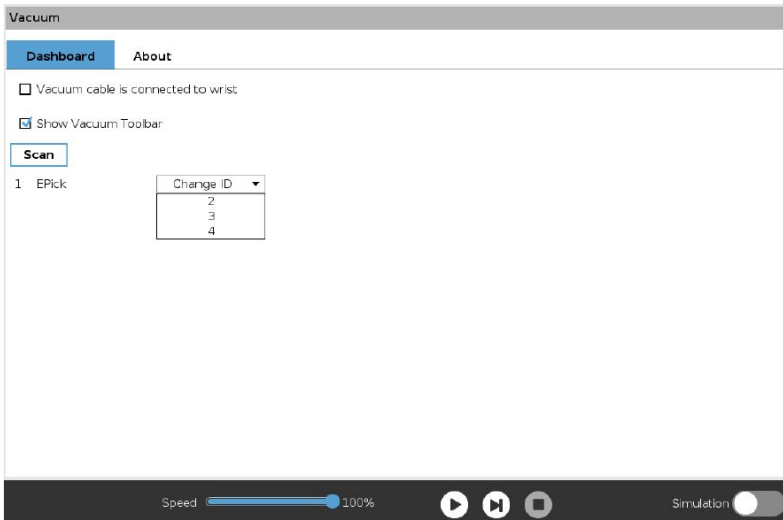 Vacuum
Dashboard About
Vacuum cable is connected to wrist
Show Vacuum Toolbar
Scan
1 EPick Change ID
2
3
4
Speed 100% Simulation